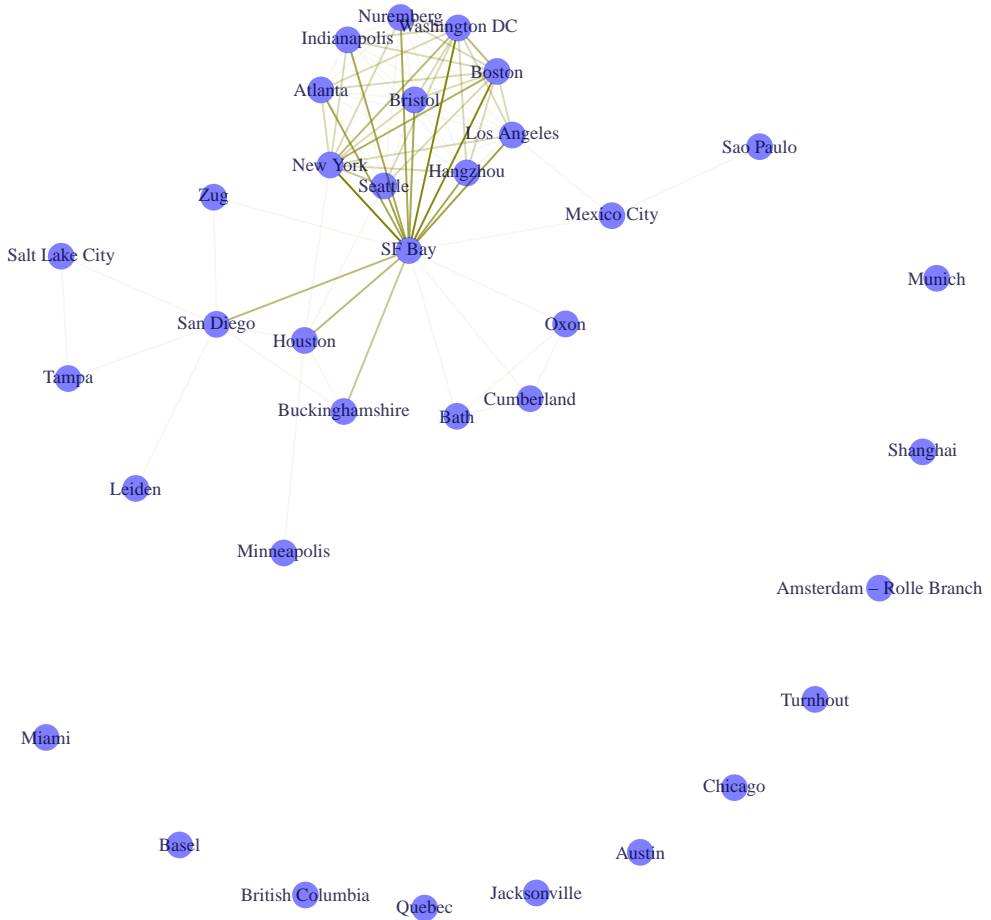 Nuremberg
Washington DC
Indianapolis
Boston
Atlanta
Bristol
Los Angeles
Sao Paulo
New York
Hangzhou
Seattle
Zug
Mexico City
SF Bay
Salt Lake City
Munich
San Diego
Oxon
Houston
Tampa
Cumberland
Buckinghamshire
Bath
Shanghai
Leiden
Minneapolis
Amsterdam – Rolle Branch
Turnhout
Miami
Chicago
Basel
Austin
British Columbia
Jacksonville
Quebec